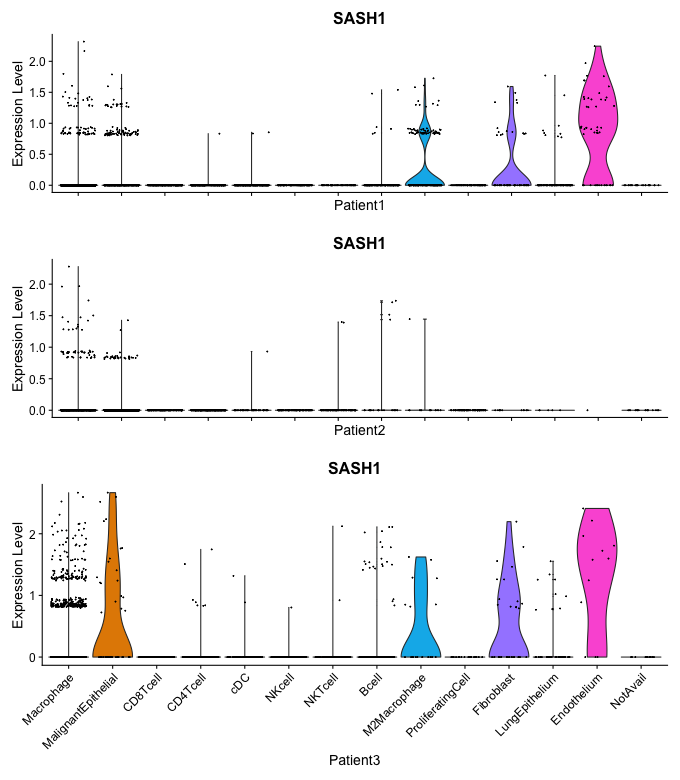 SASH1
Expression Level
2.0
1.5
1.0
0.5
0.0
Patient1
SASH1
Expression Level
2.0
1.5
1.0
0.5
0.0
Patient2
SASH1
Expression Level
2
1
0
Macrophage
MalignantEpithelial
CD8Tcell
CD4Tcell
cDC
NKcell
NKTcell
Bcell
M2Macrophage
ProliferatingCell
Fibroblast
LungEpithelium
Endothelium
NotAvail
Patient3